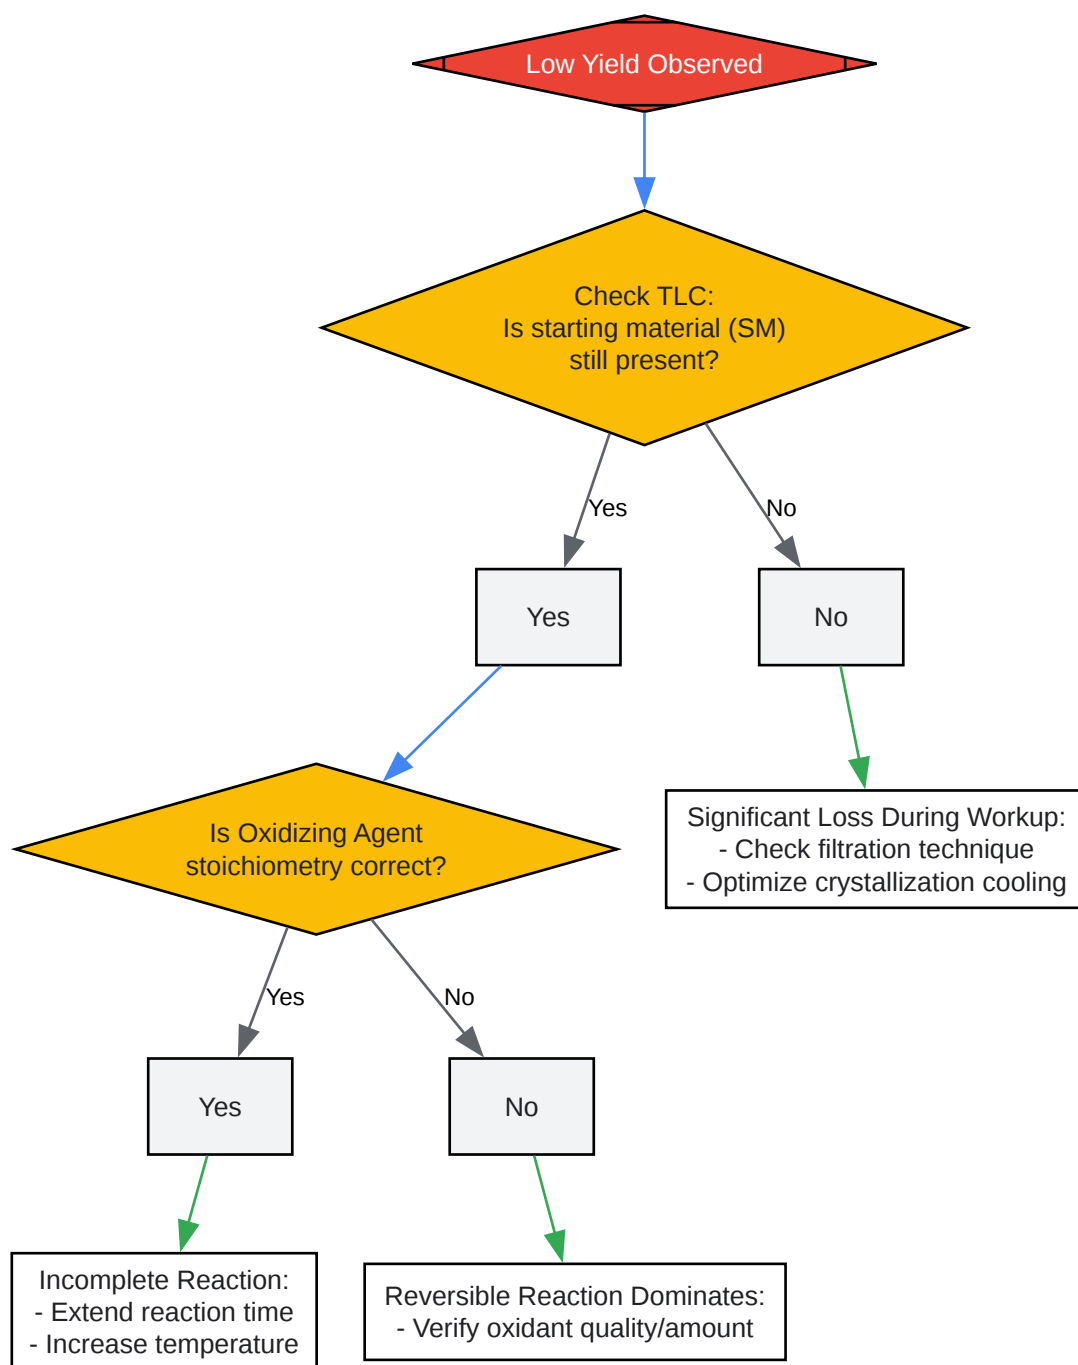 Low Yield Observed
Check TLC:
Is starting material (SM)
still present?
Yes
No
Yes
No
Is Oxidizing Agent
stoichiometry correct?
Significant Loss During Workup:
- Check filtration technique
- Optimize crystallization cooling
Yes
No
Yes
No
Incomplete Reaction:
- Extend reaction time
- Increase temperature
Reversible Reaction Dominates:
- Verify oxidant quality/amount